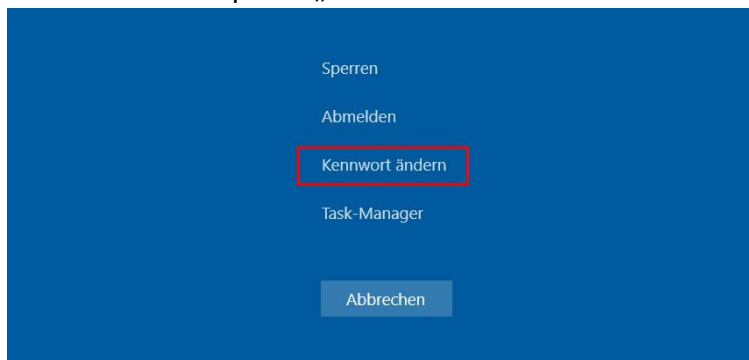 Sperren
Abmelden
Kennwort ändern
Task-Manager
Abbrechen